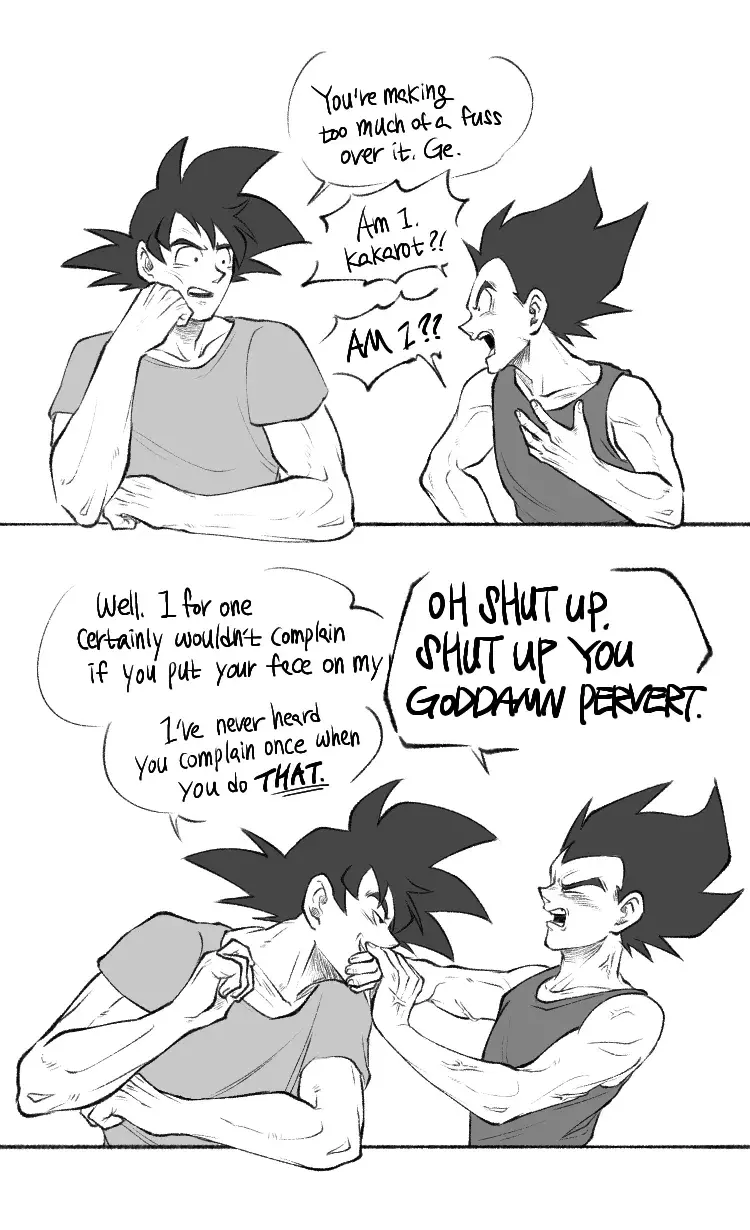 You're making
too much of a fuss
over it. Ge.
Am I.
kakarot?!
AM I??
Well. I for one
certainly wouldn't complain
if you put your face on my
I've never heard
you complain once when
you do THAT.
OH SHUT UP.
SHUT UP YOU
GODDAMN PERVERT.